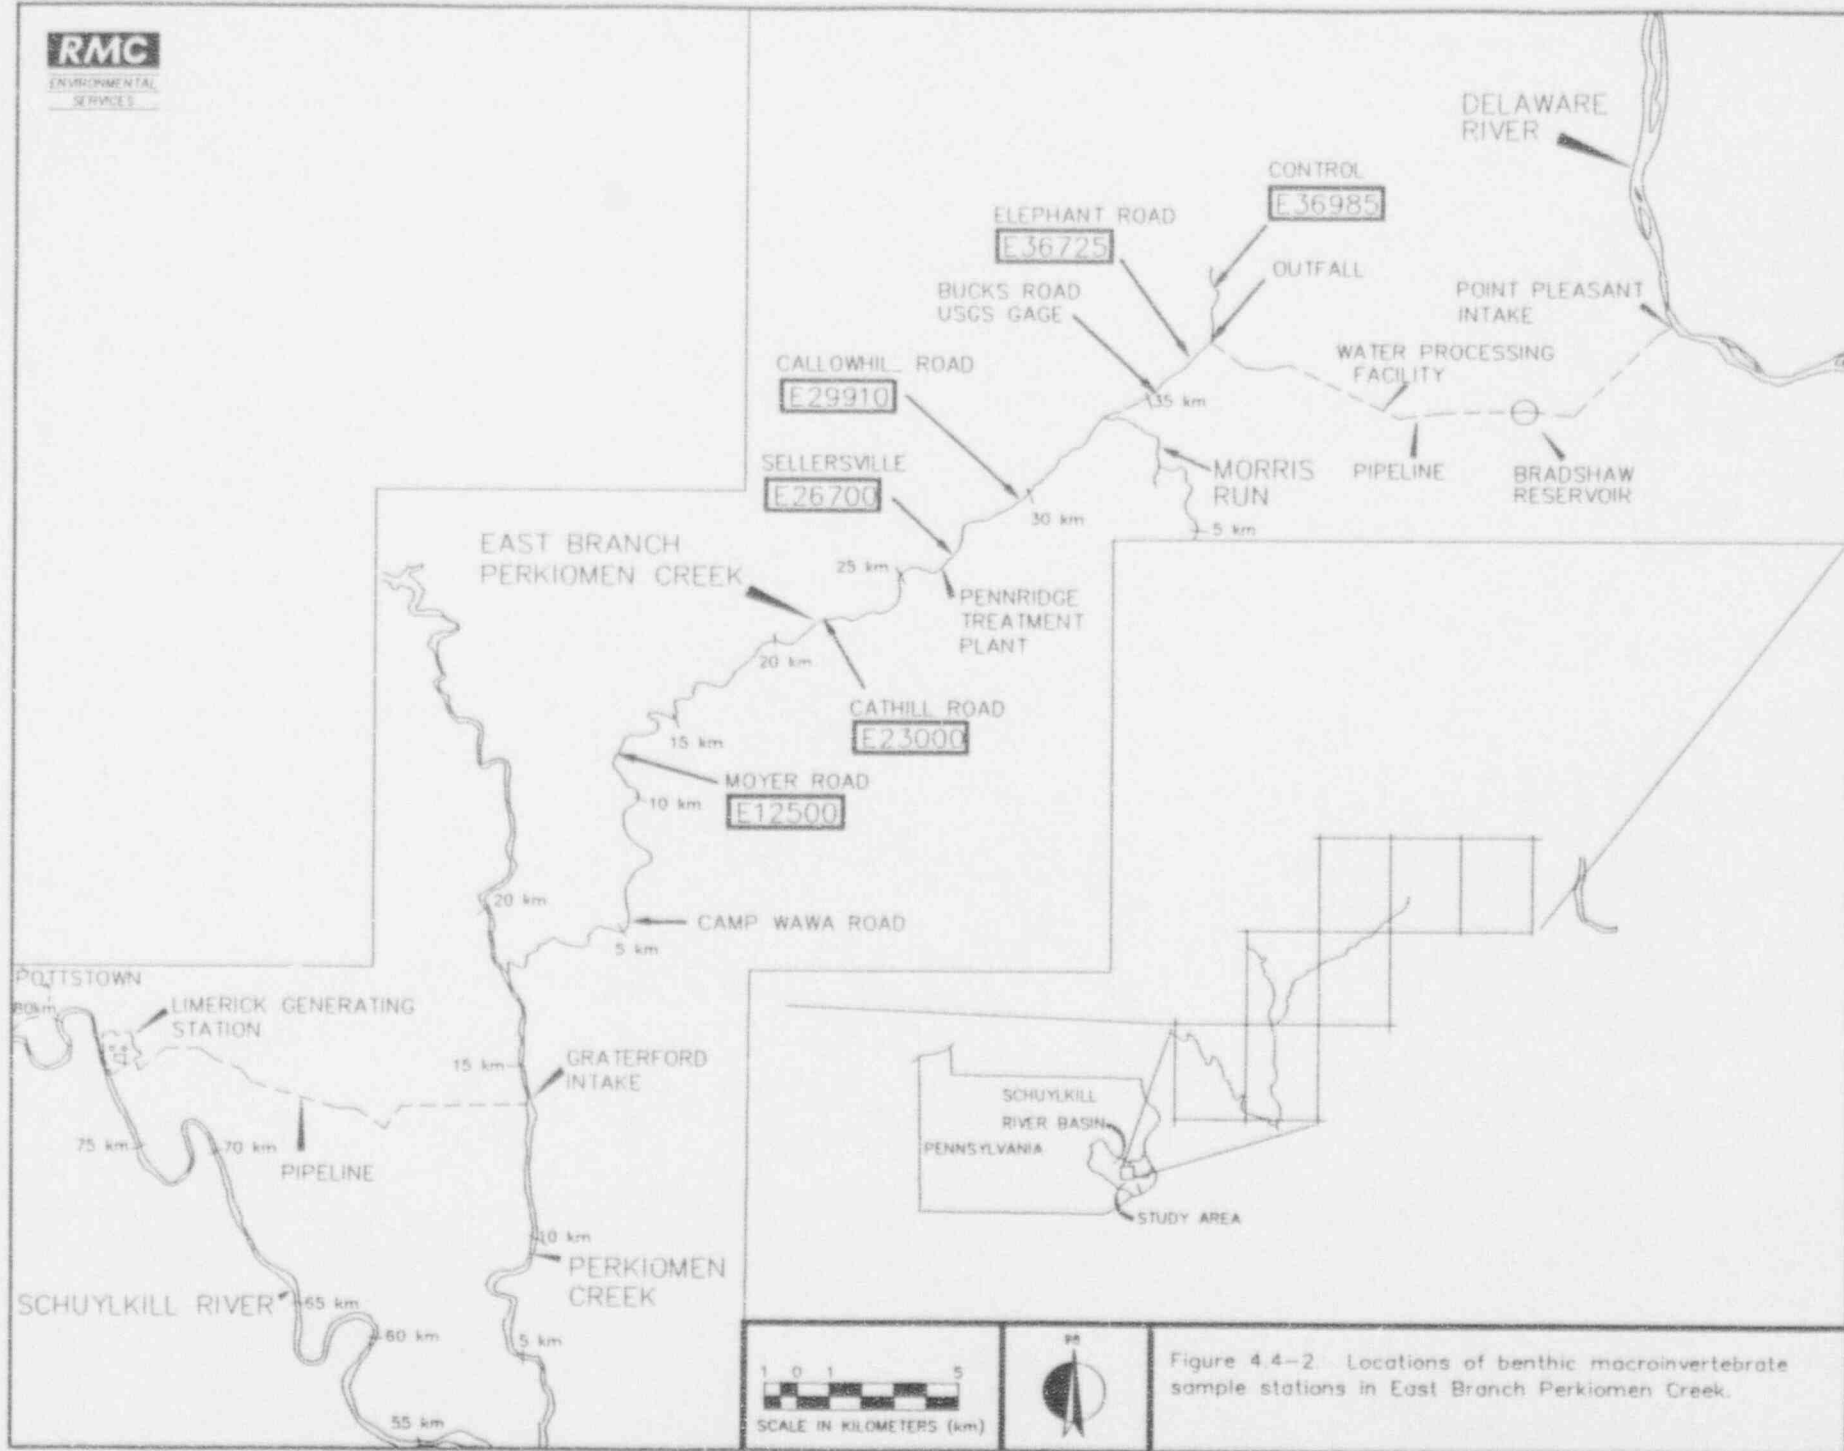 RMC
ENVIRONMENTAL
SERVICES
DELAWARE
RIVER
CONTROL
E36985
ELEPHANT ROAD
E36725
OUTFALL
BUCKS ROAD
USGS GAGE
POINT PLEASANT
INTAKE
WATER PROCESSING
FACILITY
CALLOWHIL ROAD
E29910
35 km
SELLERSVILLE
E26700
MORRIS
RUN
PIPELINE
BRADSHAW
RESERVOIR
30 km
5 km
EAST BRANCH
PERKIOMEN CREEK
25 km
PENNRIDGE
TREATMENT
PLANT
20 km
CATHILL ROAD
E23000
15 km
MOYER ROAD
E12500
10 km
20 km
CAMP WAWA ROAD
5 km
POTTSTOWN
80km
LIMERICK GENERATING
STATION
15 km
GRATERFORD
INTAKE
75 km
70 km
PIPELINE
10 km
PERKIOMEN
CREEK
SCHUYLKILL RIVER
65 km
60 km
5 km
55 km
SCHUYLKILL
RIVER BASIN
PENNSYLVANIA
STUDY AREA
1 0 1 5
SCALE IN KILOMETERS (km)
Figure 4.4-2. Locations of benthic macroinvertebrate
sample stations in East Branch Perkiomen Creek.